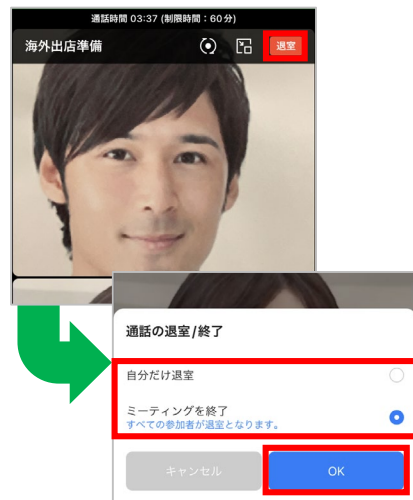 通話時間 03:37 (制限時間：60分)
海外出店準備
退室
通話の退室/終了
自分だけ退室
ミーティングを終了
すべての参加者が退室となります。
キャンセル
OK